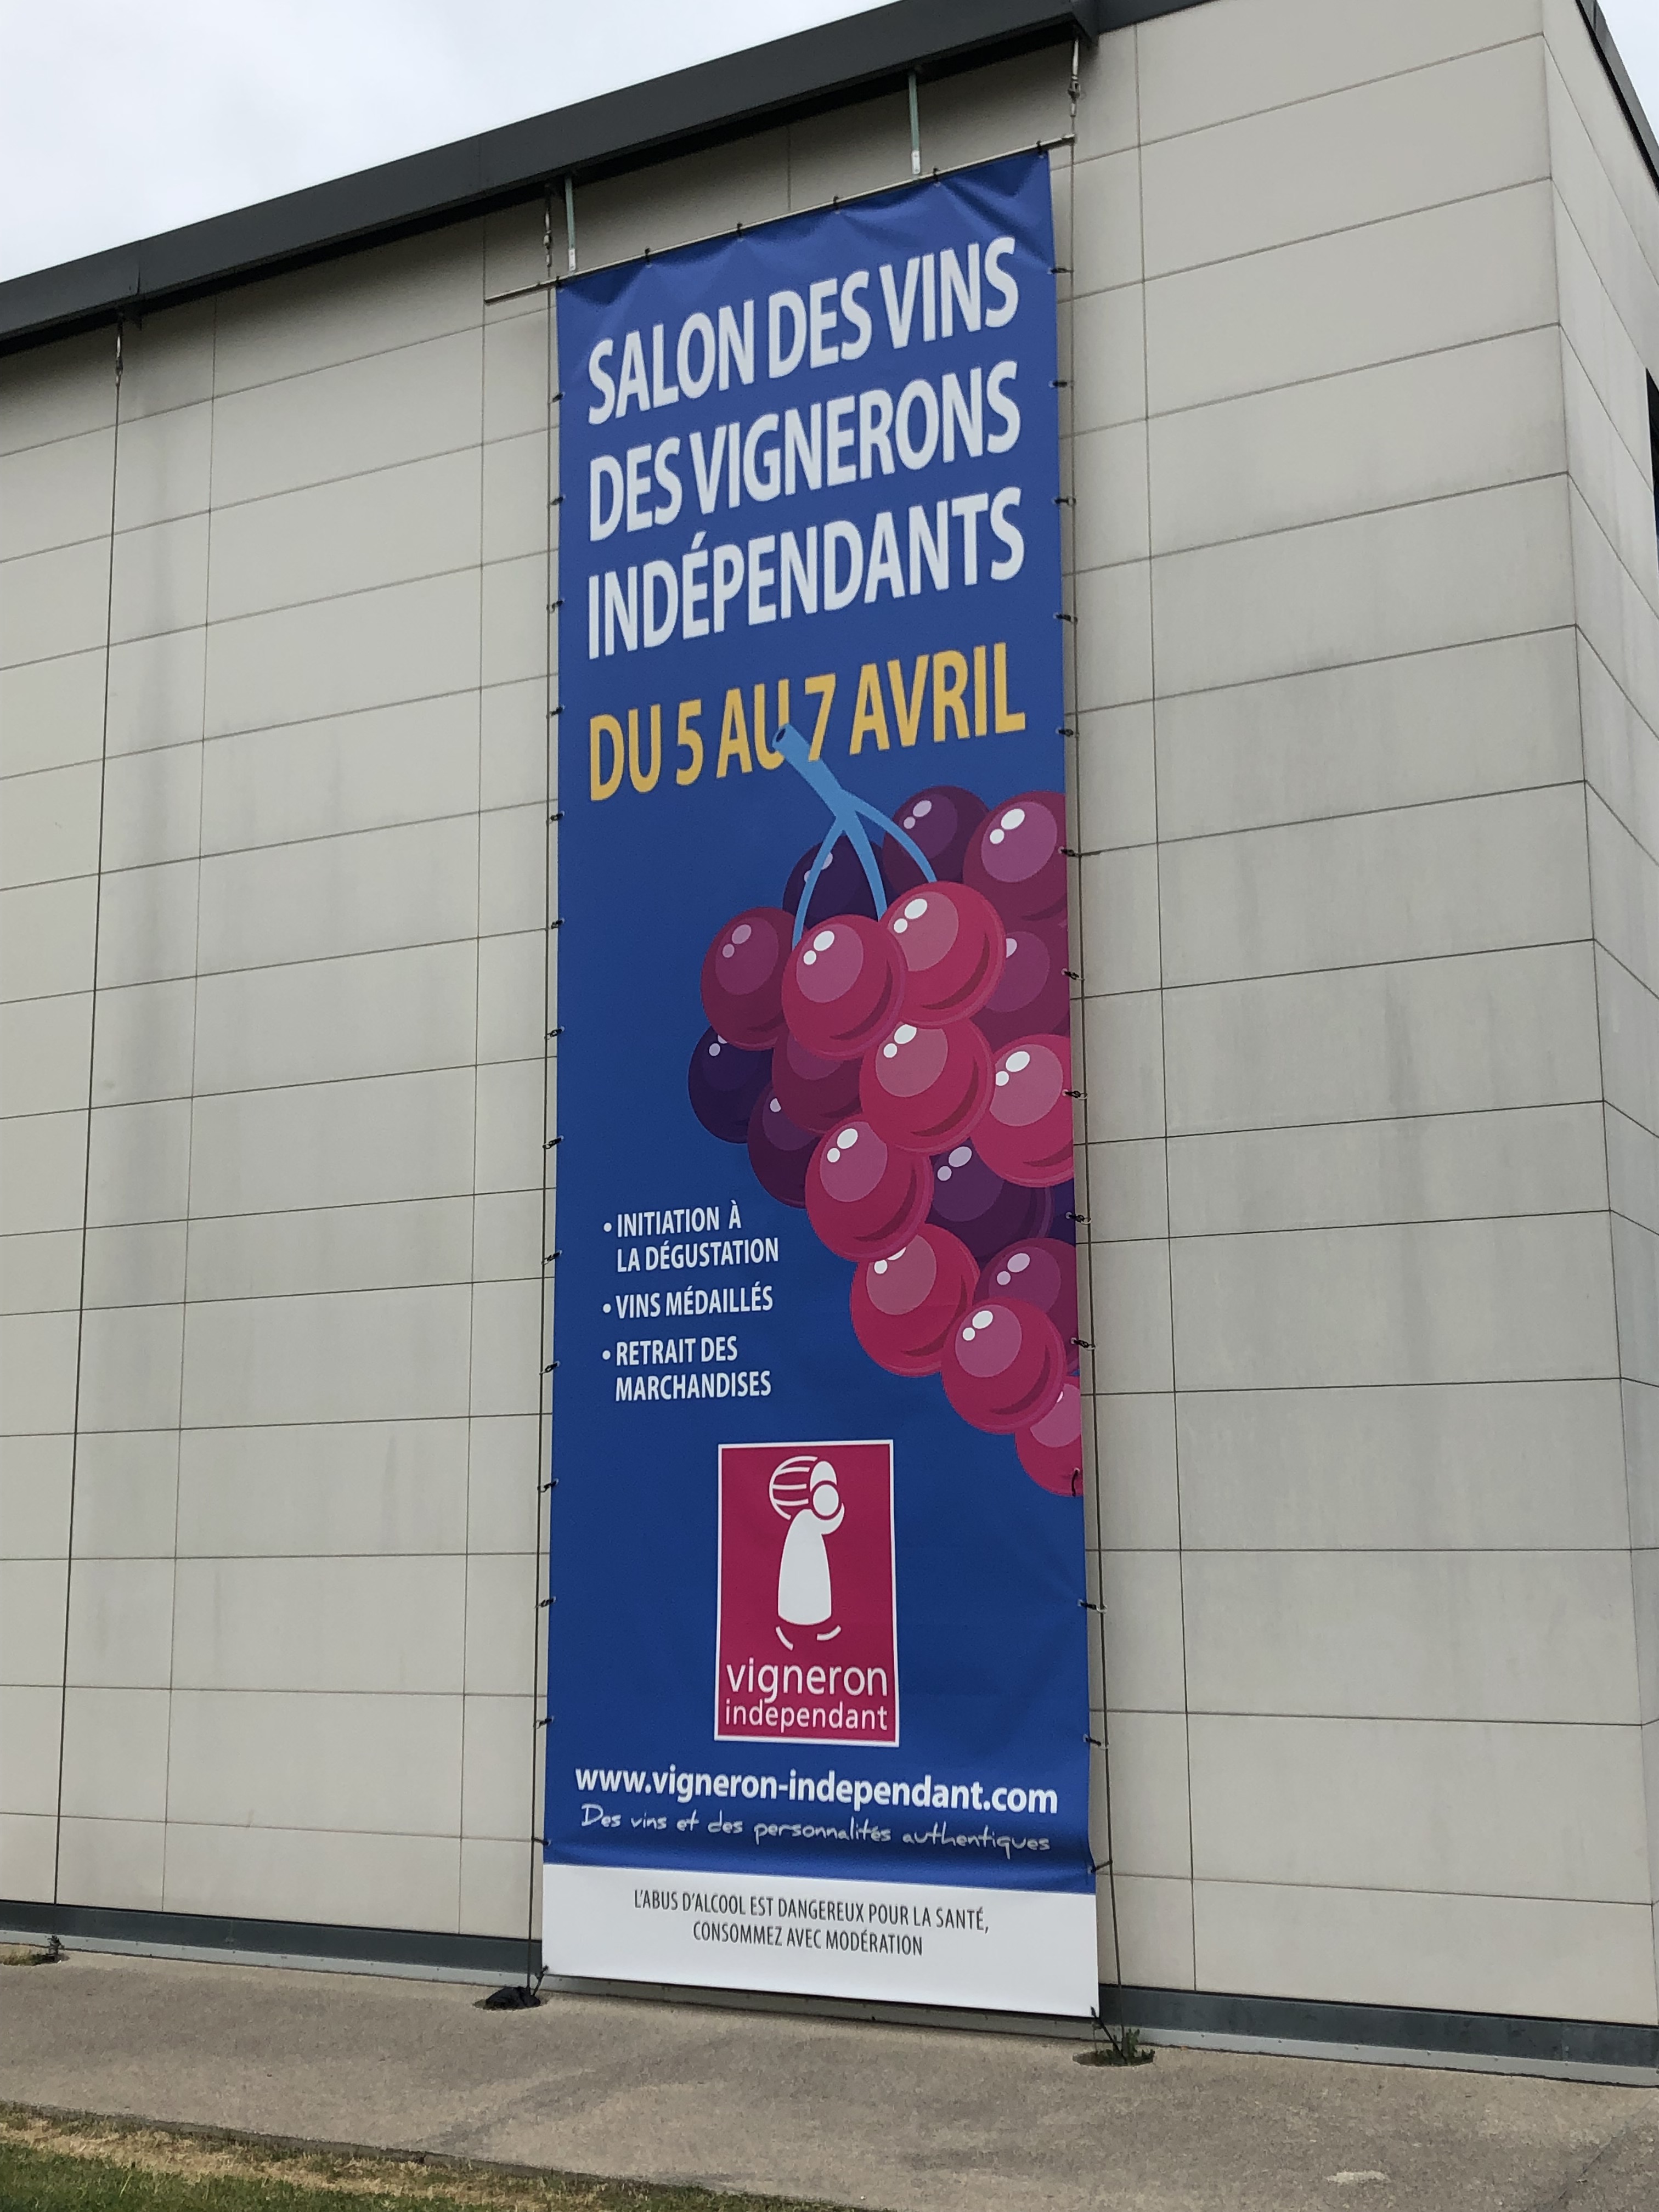 SALON DES VINS
DES VIGNERONS
INDÉPENDANTS
DU 5 AU 7 AVRIL
• INITIATION À
LA DÉGUSTATION
• VINS MÉDAILLÉS
• RETRAIT DES
MARCHANDISES
vigneron
independant
www.vigneron-independant.com
Des vins et des personnalités authentiques
L'ABUS D'ALCOOL EST DANGEREUX POUR LA SANTÉ,
CONSOMMEZ AVEC MODÉRATION